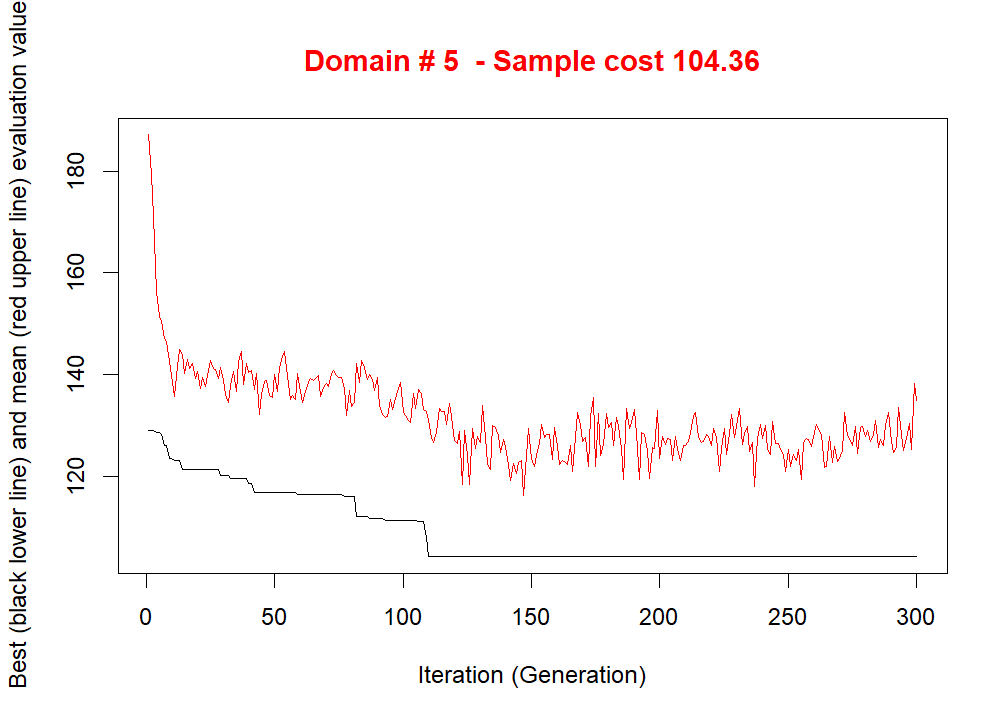 Domain # 5  - Sample cost 104.36
Best (black lower line) and mean (red upper line) evaluation value
180
160
140
120
0 50 100 150 200 250 300
Iteration (Generation)